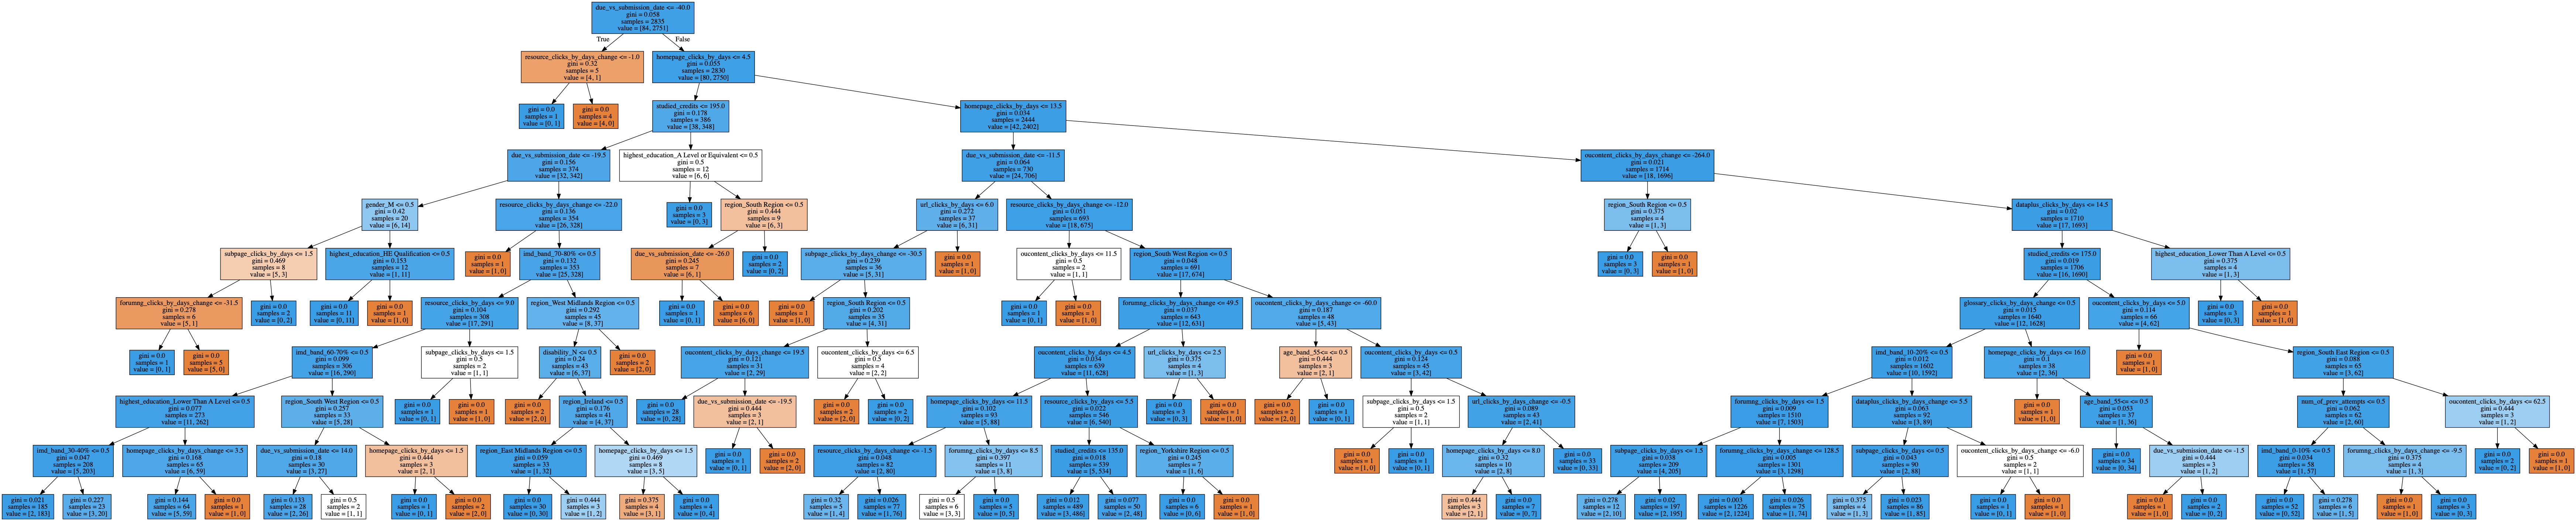 due_vs_submission_date <= -40.0
gini = 0.058
samples = 2835
value = [84, 2751]
True
False
resource_clicks_by_days_change <= -1.0
gini = 0.32
samples = 5
value = [4, 1]
homepage_clicks_by_days <= 4.5
gini = 0.055
samples = 2830
value = [80, 2750]
gini = 0.0
samples = 1
value = [0, 1]
gini = 0.0
samples = 4
value = [4, 0]
studied_credits <= 195.0
gini = 0.178
samples = 386
value = [38, 348]
homepage_clicks_by_days <= 13.5
gini = 0.034
samples = 2444
value = [42, 2402]
due_vs_submission_date <= -19.5
gini = 0.156
samples = 374
value = [32, 342]
highest_education_A Level or Equivalent <= 0.5
gini = 0.5
samples = 12
value = [6, 6]
due_vs_submission_date <= -11.5
gini = 0.064
samples = 730
value = [24, 706]
oucontent_clicks_by_days_change <= -264.0
gini = 0.021
samples = 1714
value = [18, 1696]
gender_M <= 0.5
gini = 0.42
samples = 20
value = [6, 14]
resource_clicks_by_days_change <= -22.0
gini = 0.136
samples = 354
value = [26, 328]
gini = 0.0
samples = 3
value = [0, 3]
region_South Region <= 0.5
gini = 0.444
samples = 9
value = [6, 3]
url_clicks_by_days <= 6.0
gini = 0.272
samples = 37
value = [6, 31]
resource_clicks_by_days_change <= -12.0
gini = 0.051
samples = 693
value = [18, 675]
region_South Region <= 0.5
gini = 0.375
samples = 4
value = [1, 3]
dataplus_clicks_by_days <= 14.5
gini = 0.02
samples = 1710
value = [17, 1693]
subpage_clicks_by_days <= 1.5
gini = 0.469
samples = 8
value = [5, 3]
highest_education_HE Qualification <= 0.5
gini = 0.153
samples = 12
value = [1, 11]
gini = 0.0
samples = 1
value = [1, 0]
imd_band_70-80% <= 0.5
gini = 0.132
samples = 353
value = [25, 328]
due_vs_submission_date <= -26.0
gini = 0.245
samples = 7
value = [6, 1]
gini = 0.0
samples = 2
value = [0, 2]
subpage_clicks_by_days_change <= -30.5
gini = 0.239
samples = 36
value = [5, 31]
gini = 0.0
samples = 1
value = [1, 0]
oucontent_clicks_by_days <= 11.5
gini = 0.5
samples = 2
value = [1, 1]
region_South West Region <= 0.5
gini = 0.048
samples = 691
value = [17, 674]
gini = 0.0
samples = 3
value = [0, 3]
gini = 0.0
samples = 1
value = [1, 0]
studied_credits <= 175.0
gini = 0.019
samples = 1706
value = [16, 1690]
highest_education_Lower Than A Level <= 0.5
gini = 0.375
samples = 4
value = [1, 3]
forumng_clicks_by_days_change <= -31.5
gini = 0.278
samples = 6
value = [5, 1]
gini = 0.0
samples = 2
value = [0, 2]
gini = 0.0
samples = 11
value = [0, 11]
gini = 0.0
samples = 1
value = [1, 0]
resource_clicks_by_days <= 9.0
gini = 0.104
samples = 308
value = [17, 291]
region_West Midlands Region <= 0.5
gini = 0.292
samples = 45
value = [8, 37]
gini = 0.0
samples = 1
value = [0, 1]
gini = 0.0
samples = 6
value = [6, 0]
gini = 0.0
samples = 1
value = [1, 0]
region_South Region <= 0.5
gini = 0.202
samples = 35
value = [4, 31]
gini = 0.0
samples = 1
value = [0, 1]
gini = 0.0
samples = 1
value = [1, 0]
forumng_clicks_by_days_change <= 49.5
gini = 0.037
samples = 643
value = [12, 631]
oucontent_clicks_by_days_change <= -60.0
gini = 0.187
samples = 48
value = [5, 43]
glossary_clicks_by_days_change <= 0.5
gini = 0.015
samples = 1640
value = [12, 1628]
oucontent_clicks_by_days <= 5.0
gini = 0.114
samples = 66
value = [4, 62]
gini = 0.0
samples = 3
value = [0, 3]
gini = 0.0
samples = 1
value = [1, 0]
gini = 0.0
samples = 1
value = [0, 1]
gini = 0.0
samples = 5
value = [5, 0]
imd_band_60-70% <= 0.5
gini = 0.099
samples = 306
value = [16, 290]
subpage_clicks_by_days <= 1.5
gini = 0.5
samples = 2
value = [1, 1]
disability_N <= 0.5
gini = 0.24
samples = 43
value = [6, 37]
gini = 0.0
samples = 2
value = [2, 0]
oucontent_clicks_by_days_change <= 19.5
gini = 0.121
samples = 31
value = [2, 29]
oucontent_clicks_by_days <= 6.5
gini = 0.5
samples = 4
value = [2, 2]
oucontent_clicks_by_days <= 4.5
gini = 0.034
samples = 639
value = [11, 628]
url_clicks_by_days <= 2.5
gini = 0.375
samples = 4
value = [1, 3]
age_band_55<= <= 0.5
gini = 0.444
samples = 3
value = [2, 1]
oucontent_clicks_by_days <= 0.5
gini = 0.124
samples = 45
value = [3, 42]
imd_band_10-20% <= 0.5
gini = 0.012
samples = 1602
value = [10, 1592]
homepage_clicks_by_days <= 16.0
gini = 0.1
samples = 38
value = [2, 36]
gini = 0.0
samples = 1
value = [1, 0]
region_South East Region <= 0.5
gini = 0.088
samples = 65
value = [3, 62]
highest_education_Lower Than A Level <= 0.5
gini = 0.077
samples = 273
value = [11, 262]
region_South West Region <= 0.5
gini = 0.257
samples = 33
value = [5, 28]
gini = 0.0
samples = 1
value = [0, 1]
gini = 0.0
samples = 1
value = [1, 0]
gini = 0.0
samples = 2
value = [2, 0]
region_Ireland <= 0.5
gini = 0.176
samples = 41
value = [4, 37]
gini = 0.0
samples = 28
value = [0, 28]
due_vs_submission_date <= -19.5
gini = 0.444
samples = 3
value = [2, 1]
gini = 0.0
samples = 2
value = [2, 0]
gini = 0.0
samples = 2
value = [0, 2]
homepage_clicks_by_days <= 11.5
gini = 0.102
samples = 93
value = [5, 88]
resource_clicks_by_days <= 5.5
gini = 0.022
samples = 546
value = [6, 540]
gini = 0.0
samples = 3
value = [0, 3]
gini = 0.0
samples = 1
value = [1, 0]
gini = 0.0
samples = 2
value = [2, 0]
gini = 0.0
samples = 1
value = [0, 1]
subpage_clicks_by_days <= 1.5
gini = 0.5
samples = 2
value = [1, 1]
url_clicks_by_days_change <= -0.5
gini = 0.089
samples = 43
value = [2, 41]
forumng_clicks_by_days <= 1.5
gini = 0.009
samples = 1510
value = [7, 1503]
dataplus_clicks_by_days <= 5.5
gini = 0.063
samples = 92
value = [3, 89]
gini = 0.0
samples = 1
value = [1, 0]
age_band_55<= <= 0.5
gini = 0.053
samples = 37
value = [1, 36]
num_of_prev_attempts <= 0.5
gini = 0.062
samples = 62
value = [2, 60]
oucontent_clicks_by_days <= 62.5
gini = 0.444
samples = 3
value = [1, 2]
imd_band_30-40% <= 0.5
gini = 0.047
samples = 208
value = [5, 203]
homepage_clicks_by_days_change <= 3.5
gini = 0.168
samples = 65
value = [6, 59]
due_vs_submission_date <= 14.0
gini = 0.18
samples = 30
value = [3, 27]
homepage_clicks_by_days <= 1.5
gini = 0.444
samples = 3
value = [2, 1]
region_East Midlands Region <= 0.5
gini = 0.059
samples = 33
value = [1, 32]
homepage_clicks_by_days <= 1.5
gini = 0.469
samples = 8
value = [3, 5]
gini = 0.0
samples = 1
value = [0, 1]
gini = 0.0
samples = 2
value = [2, 0]
resource_clicks_by_days_change <= -1.5
gini = 0.048
samples = 82
value = [2, 80]
forumng_clicks_by_days <= 8.5
gini = 0.397
samples = 11
value = [3, 8]
studied_credits <= 135.0
gini = 0.018
samples = 539
value = [5, 534]
region_Yorkshire Region <= 0.5
gini = 0.245
samples = 7
value = [1, 6]
gini = 0.0
samples = 1
value = [1, 0]
gini = 0.0
samples = 1
value = [0, 1]
homepage_clicks_by_days <= 8.0
gini = 0.32
samples = 10
value = [2, 8]
gini = 0.0
samples = 33
value = [0, 33]
subpage_clicks_by_days <= 1.5
gini = 0.038
samples = 209
value = [4, 205]
forumng_clicks_by_days_change <= 128.5
gini = 0.005
samples = 1301
value = [3, 1298]
subpage_clicks_by_days <= 0.5
gini = 0.043
samples = 90
value = [2, 88]
oucontent_clicks_by_days_change <= -6.0
gini = 0.5
samples = 2
value = [1, 1]
gini = 0.0
samples = 34
value = [0, 34]
due_vs_submission_date <= -1.5
gini = 0.444
samples = 3
value = [1, 2]
imd_band_0-10% <= 0.5
gini = 0.034
samples = 58
value = [1, 57]
forumng_clicks_by_days_change <= -9.5
gini = 0.375
samples = 4
value = [1, 3]
gini = 0.0
samples = 2
value = [0, 2]
gini = 0.0
samples = 1
value = [1, 0]
gini = 0.021
samples = 185
value = [2, 183]
gini = 0.227
samples = 23
value = [3, 20]
gini = 0.144
samples = 64
value = [5, 59]
gini = 0.0
samples = 1
value = [1, 0]
gini = 0.133
samples = 28
value = [2, 26]
gini = 0.5
samples = 2
value = [1, 1]
gini = 0.0
samples = 1
value = [0, 1]
gini = 0.0
samples = 2
value = [2, 0]
gini = 0.0
samples = 30
value = [0, 30]
gini = 0.444
samples = 3
value = [1, 2]
gini = 0.375
samples = 4
value = [3, 1]
gini = 0.0
samples = 4
value = [0, 4]
gini = 0.32
samples = 5
value = [1, 4]
gini = 0.026
samples = 77
value = [1, 76]
gini = 0.5
samples = 6
value = [3, 3]
gini = 0.0
samples = 5
value = [0, 5]
gini = 0.012
samples = 489
value = [3, 486]
gini = 0.077
samples = 50
value = [2, 48]
gini = 0.0
samples = 6
value = [0, 6]
gini = 0.0
samples = 1
value = [1, 0]
gini = 0.444
samples = 3
value = [2, 1]
gini = 0.0
samples = 7
value = [0, 7]
gini = 0.278
samples = 12
value = [2, 10]
gini = 0.02
samples = 197
value = [2, 195]
gini = 0.003
samples = 1226
value = [2, 1224]
gini = 0.026
samples = 75
value = [1, 74]
gini = 0.375
samples = 4
value = [1, 3]
gini = 0.023
samples = 86
value = [1, 85]
gini = 0.0
samples = 1
value = [0, 1]
gini = 0.0
samples = 1
value = [1, 0]
gini = 0.0
samples = 1
value = [1, 0]
gini = 0.0
samples = 2
value = [0, 2]
gini = 0.0
samples = 52
value = [0, 52]
gini = 0.278
samples = 6
value = [1, 5]
gini = 0.0
samples = 1
value = [1, 0]
gini = 0.0
samples = 3
value = [0, 3]